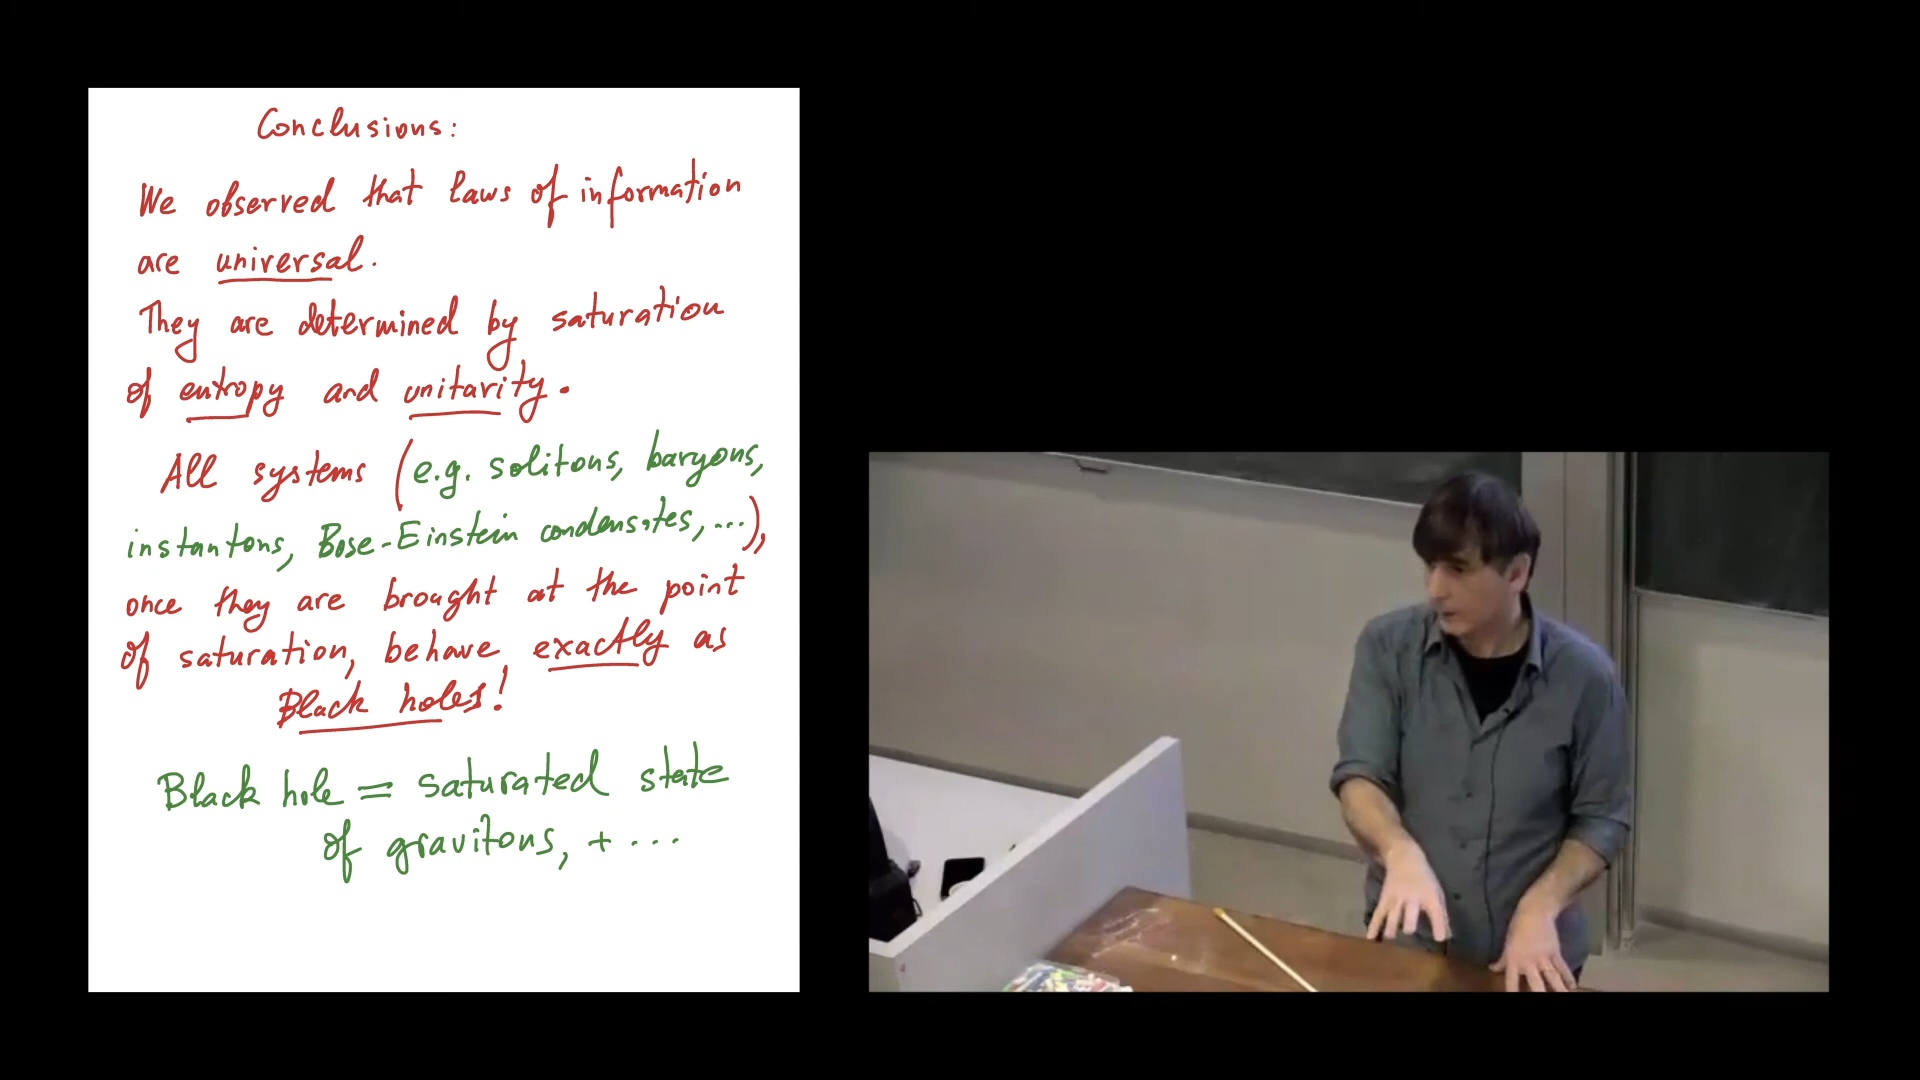 Conclusions:
We observed that laws of information
are universal.
They are determined by saturation
of entropy and unitarity.
All systems (e.g. solitons, baryons,
instantons, Bose-Einstein condensates, ...),
once they are brought at the point
of saturation, behave exactly as
Black holes!
Black hole = saturated state
of gravitons, + ...